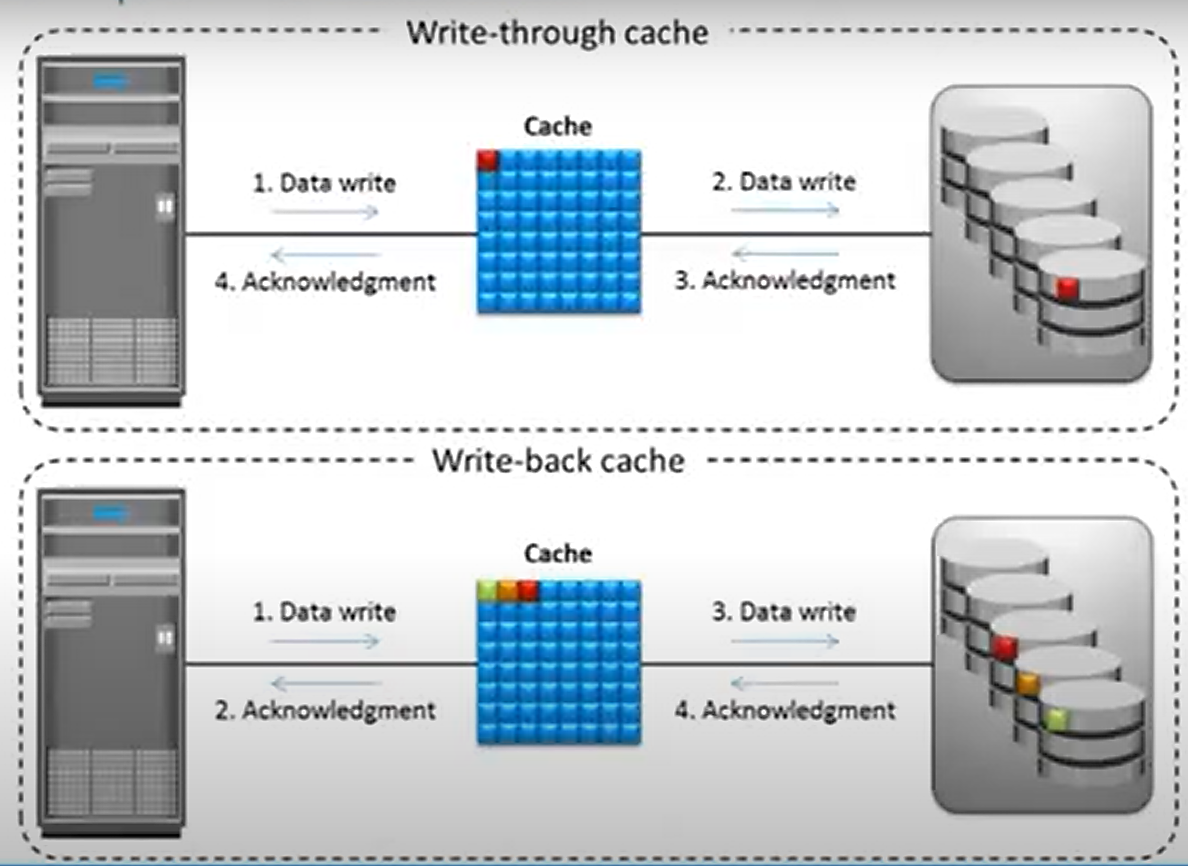 Write-through cache
Cache
1. Data write
2. Data write
4. Acknowledgment
3. Acknowledgment
Write-back cache
Cache
1. Data write
3. Data write
2. Acknowledgment
4. Acknowledgment